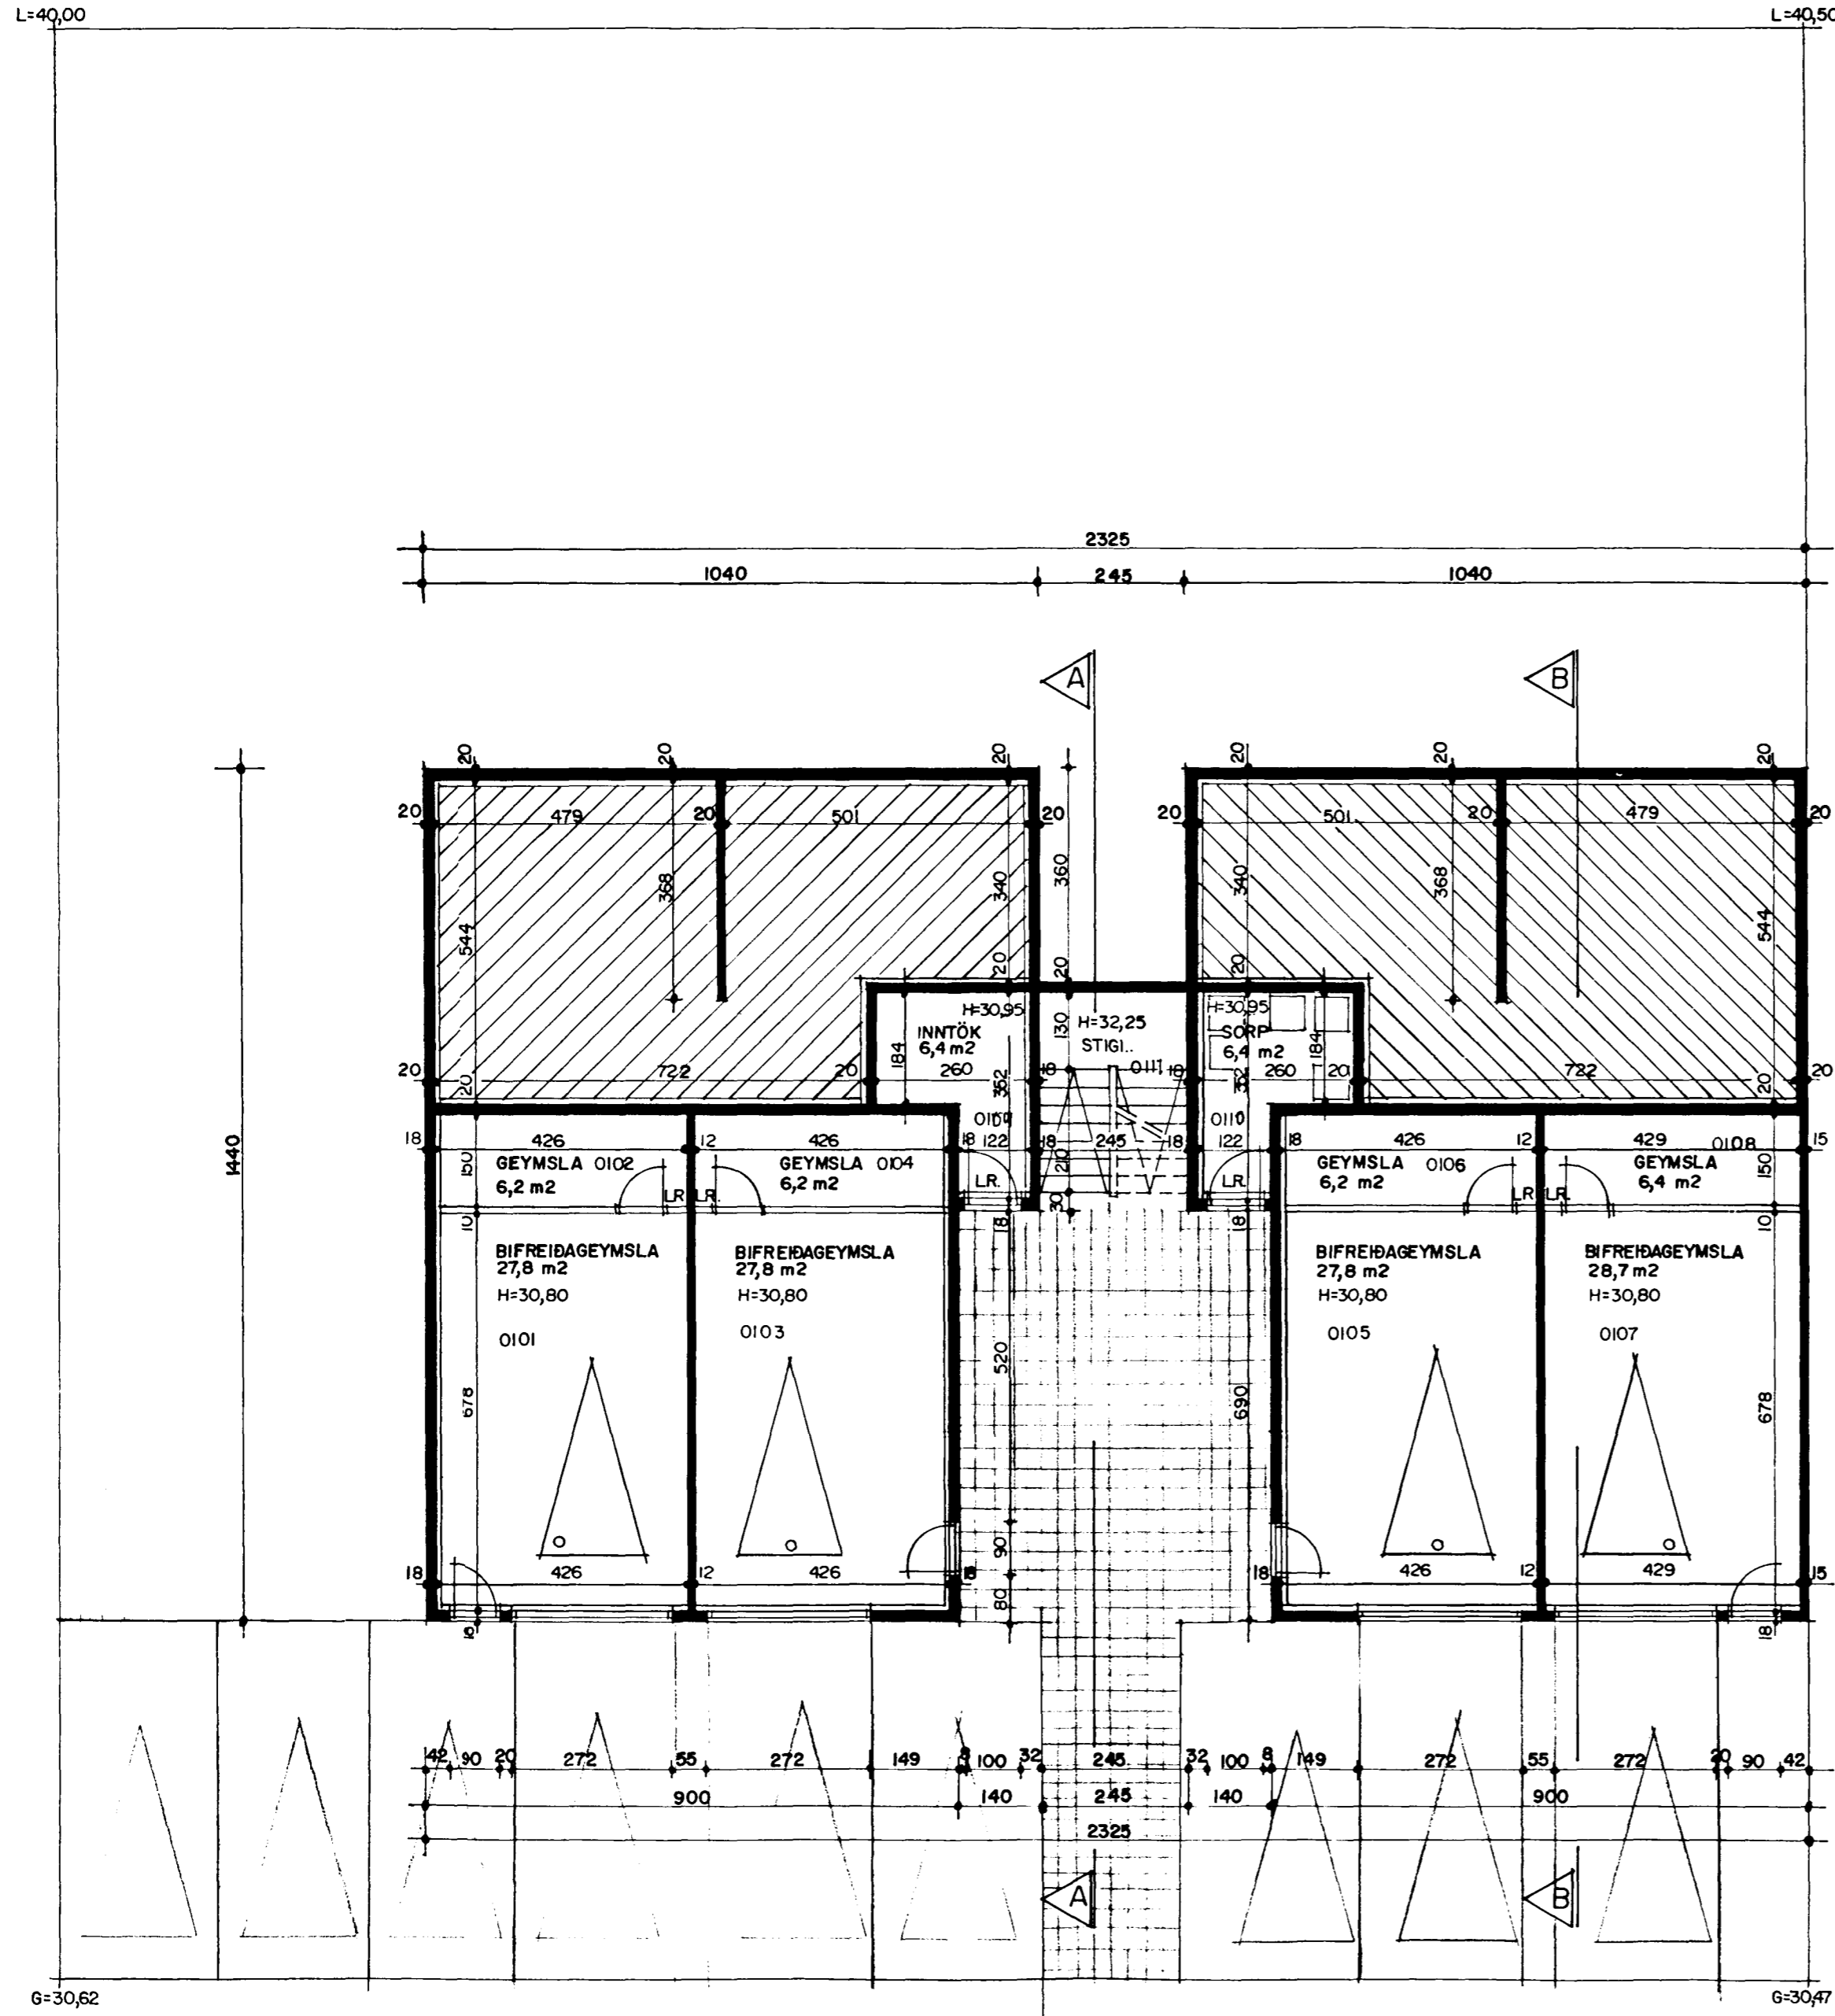 L=40,00
L=40,50
2325
1040 245 1040
A
B
20 20 20 20 20 20
20 479 20 501 20 20 501 20 479 20
360
368 340 340 368
544 544
20 20 20
H=30,95
H=32,25
H=30,95
INNTÖK
6,4 m2
130
STIGI..
SORP
6,4 m2
184 184
20 722 20 260 18 0111 18 260 20 722 20
20 352 20
0110
1440
18 426 12 426 18 122 18 245 18 122 18 426 12 429 0108 15
150 GEYMSLA 0102
6,2 m2
GEYMSLA 0104
6,2 m2
210
GEYMSLA 0106
6,2 m2
GEYMSLA
6,4 m2
150
LR. LR. LR. LR. LR. LR.
10 18 30 18 10
BIFREIÐAGEYMSLA
27,8 m2
H=30,80
0101
BIFREIÐAGEYMSLA
27,8 m2
H=30,80
0103
BIFREIÐAGEYMSLA
27,8 m2
H=30,80
0105
BIFREIÐAGEYMSLA
28,7 m2
H=30,80
0107
520
678 690 678
90
18 426 12 426 18 426 12 429 15
80
18
42 90 20 272 55 272 149 8 100 32 245 32 100 8 149 272 55 272 20 90 42
900 140 245 140 900
2325
A
B
G=30,62
G=30,47